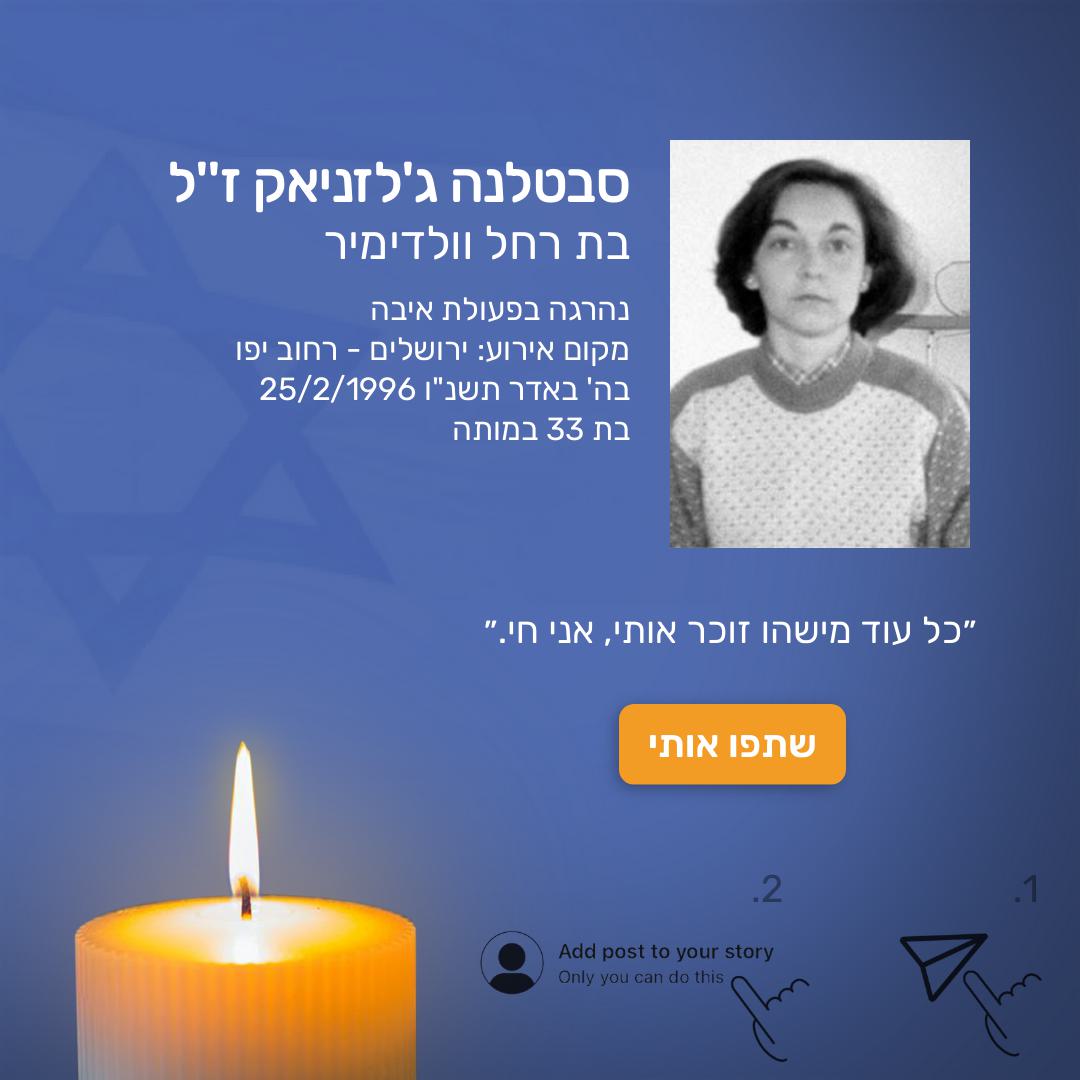 סבטלנה ג'לזניאק ז"ל
בת רחל וולדימיר
נהרגה בפעולת איבה
מקום אירוע: ירושלים - רחוב יפו
בה' באדר תשנ"ו 25/2/1996
בת 33 במותה
״כל עוד מישהו זוכר אותי, אני חי.״
שתפו אותי
1.
2.
Add post to your story
Only you can do this